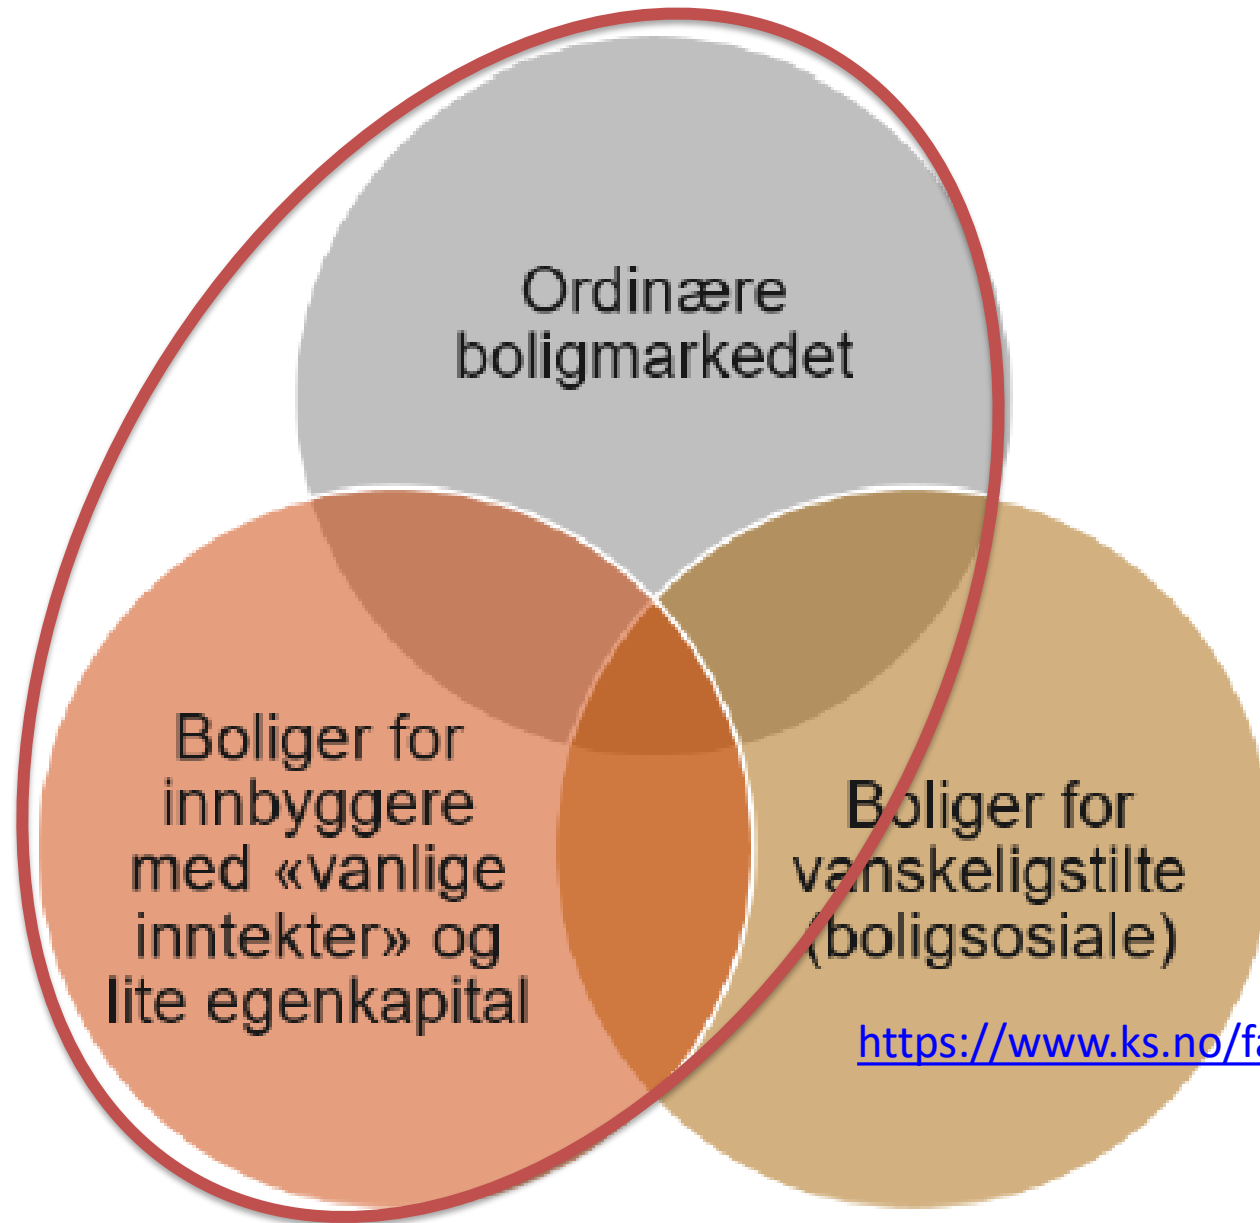 Ordinære
boligmarkedet
Boliger for
innbyggere
med «vanlige
inntekter» og
lite egenkapital
Boliger for
vanskeligstilte
(boligsosiale)
https://www.ks.no/fa